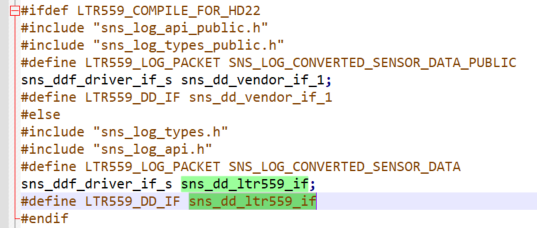 #ifdef LTR559_COMPILE_FOR_HD22
#include "sns_log_api_public.h"
#include "sns_log_types_public.h"
#define LTR559_LOG_PACKET SNS_LOG_CONVERTED_SENSOR_DATA_PUBLIC
sns_ddf_driver_if_s sns_dd_vendor_if_1;
#define LTR559_DD_IF sns_dd_vendor_if_1
#else
#include "sns_log_types.h"
#include "sns_log_api.h"
#define LTR559_LOG_PACKET SNS_LOG_CONVERTED_SENSOR_DATA
sns_ddf_driver_if_s sns_dd_ltr559_if;
#define LTR559_DD_IF sns_dd_ltr559_if
#endif